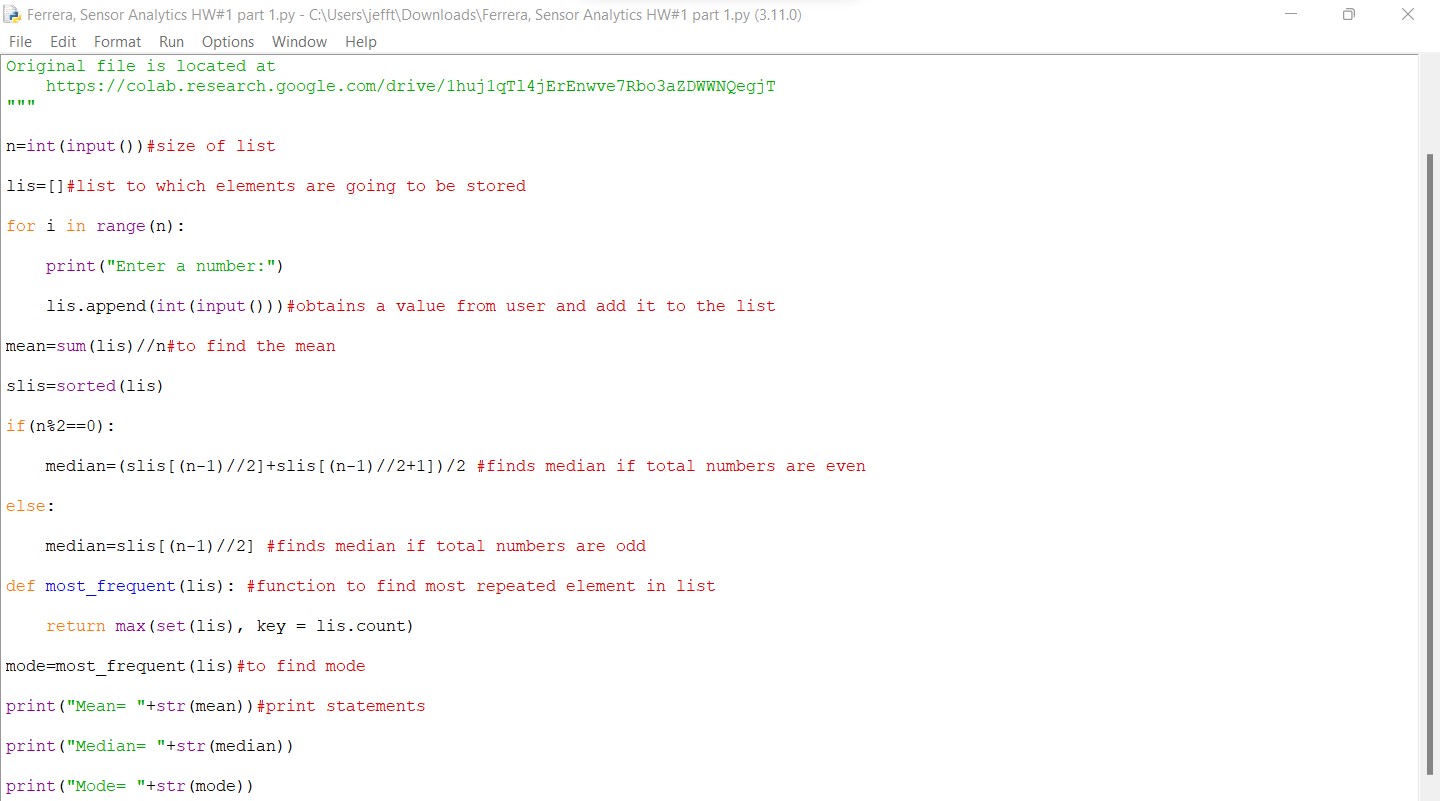 Ferrera, Sensor Analytics HW#1 part 1.py - C:\Users\jefft\Downloads\Ferrera, Sensor Analytics HW#1 part 1.py (3.11.0)
File Edit Format Run Options Window Help
Original file is located at
    https://colab.research.google.com/drive/1huj1qTl4jErEnwve7Rbo3aZDWWNQegjT
"""
n=int(input())#size of list
lis=[]#list to which elements are going to be stored
for i in range(n):
    print("Enter a number:")
    lis.append(int(input()))#obtains a value from user and add it to the list
mean=sum(lis)//n#to find the mean
slis=sorted(lis)
if(n%2==0):
    median=(slis[(n-1)//2]+slis[(n-1)//2+1])/2 #finds median if total numbers are even
else:
    median=slis[(n-1)//2] #finds median if total numbers are odd
def most_frequent(lis): #function to find most repeated element in list
    return max(set(lis), key = lis.count)
mode=most_frequent(lis)#to find mode
print("Mean= "+str(mean))#print statements
print("Median= "+str(median))
print("Mode= "+str(mode))